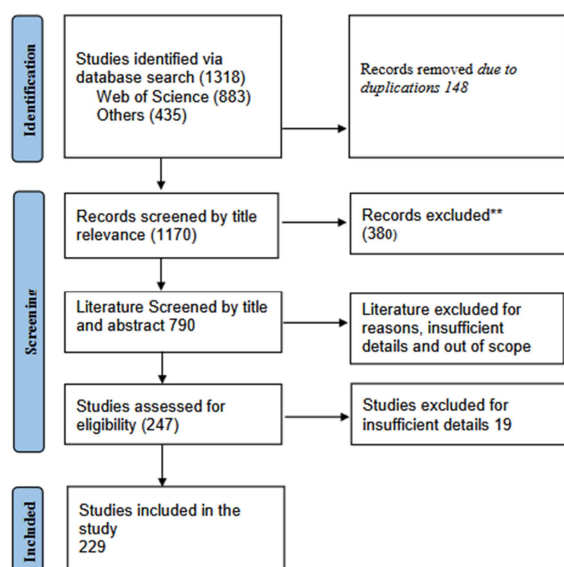 Identification
Studies identified via
database search (1318)
Web of Science (883)
Others (435)
Records removed due to
duplications 148
Screening
Records screened by title
relevance (1170)
Records excluded**
(380)
Literature Screened by title
and abstract 790
Literature excluded for
reasons, insufficient
details and out of scope
Studies assessed for
eligibility (247)
Studies excluded for
insufficient details 19
Included
Studies included in the
study
229